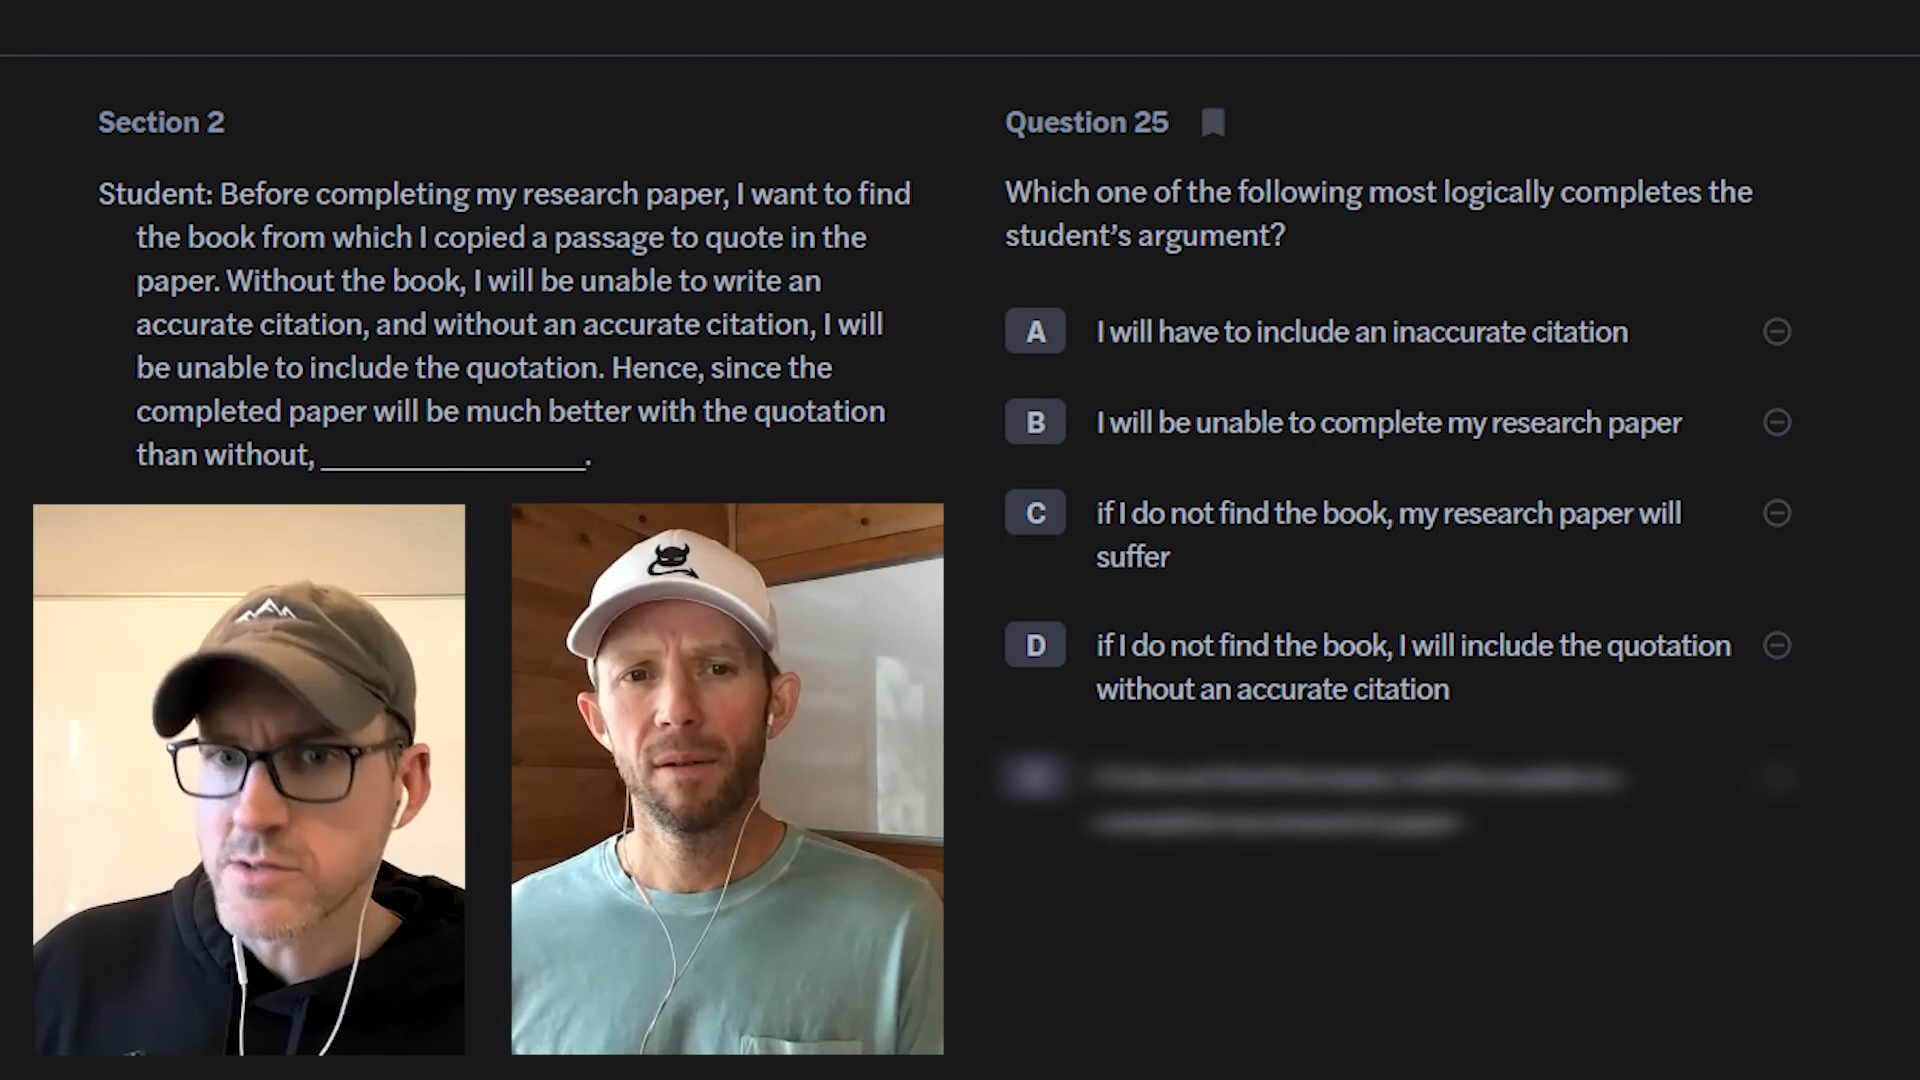 Section 2
Student: Before completing my research paper, I want to find
the book from which I copied a passage to quote in the
paper. Without the book, I will be unable to write an
accurate citation, and without an accurate citation, I will
be unable to include the quotation. Hence, since the
completed paper will be much better with the quotation
than without, ________________.
Question 25
Which one of the following most logically completes the
student's argument?
A I will have to include an inaccurate citation
B I will be unable to complete my research paper
C if I do not find the book, my research paper will
suffer
D if I do not find the book, I will include the quotation
without an accurate citation